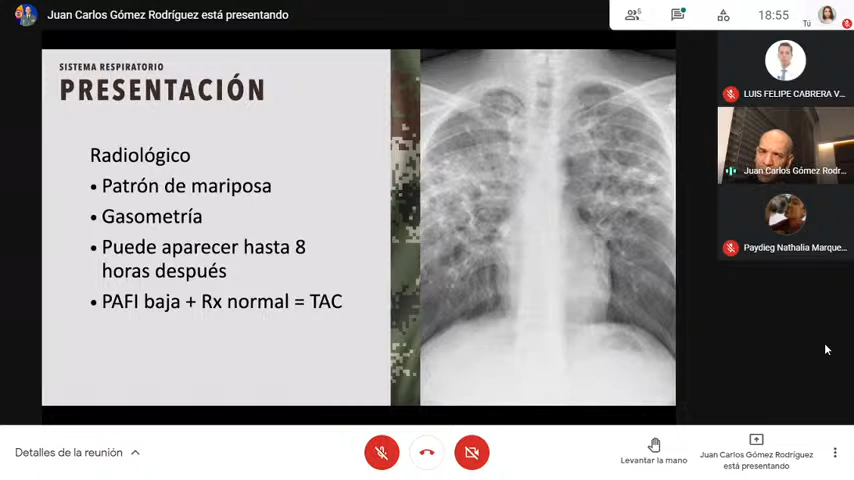 Juan Carlos Gómez Rodríguez está presentando
6
18:55
Tú
SISTEMA RESPIRATORIO
PRESENTACIÓN
Radiológico
• Patrón de mariposa
• Gasometría
• Puede aparecer hasta 8
horas después
• PAFI baja + Rx normal = TAC
LUIS FELIPE CABRERA V...
Juan Carlos Gómez Rodr...
Paydieg Nathalia Marque...
Detalles de la reunión
Levantar la mano
Juan Carlos Gómez Rodríguez
está presentando